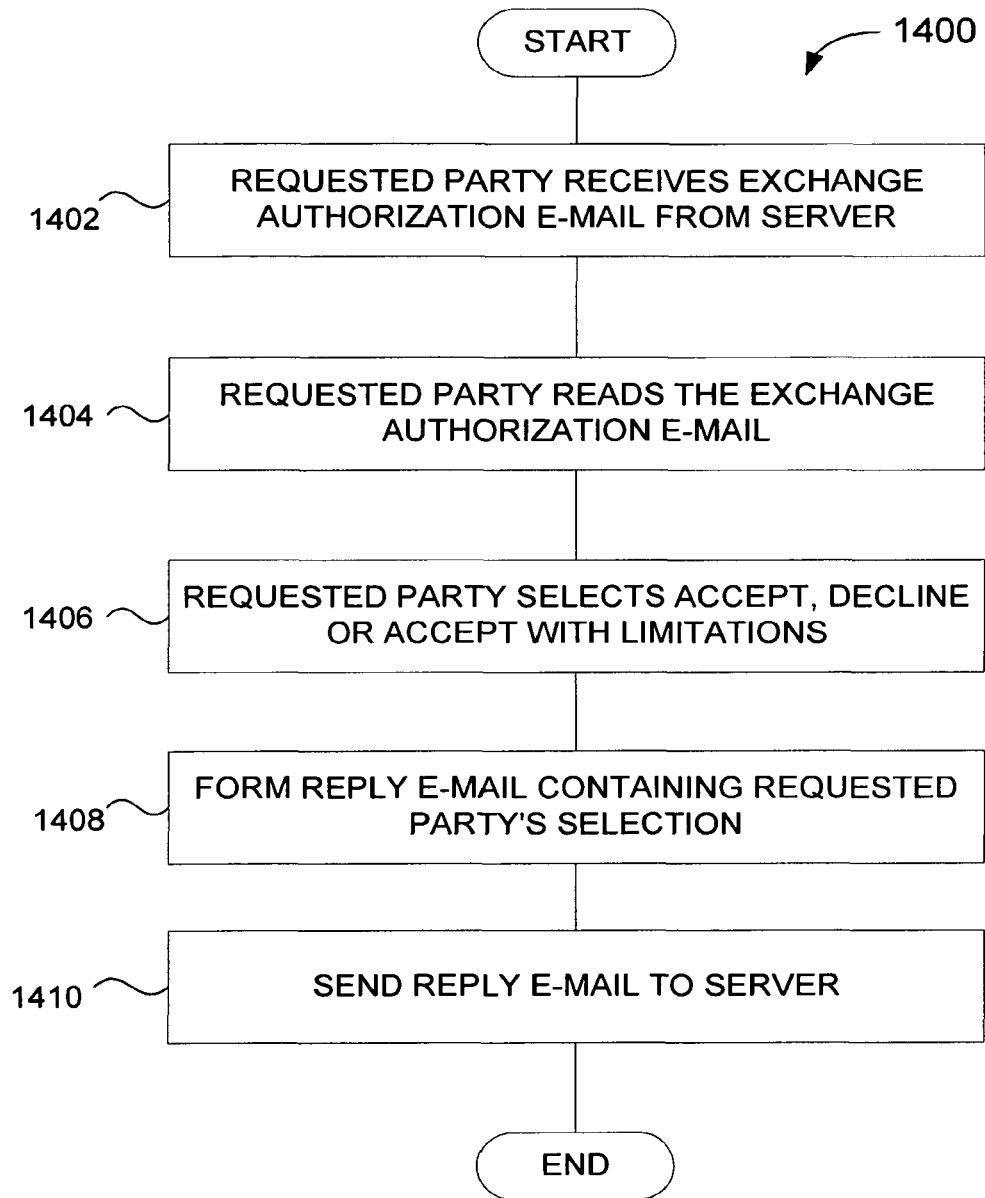 START
1400
1402
REQUESTED PARTY RECEIVES EXCHANGE
AUTHORIZATION E-MAIL FROM SERVER
1404
REQUESTED PARTY READS THE EXCHANGE
AUTHORIZATION E-MAIL
1406
REQUESTED PARTY SELECTS ACCEPT, DECLINE
OR ACCEPT WITH LIMITATIONS
1408
FORM REPLY E-MAIL CONTAINING REQUESTED
PARTY'S SELECTION
1410
SEND REPLY E-MAIL TO SERVER
END